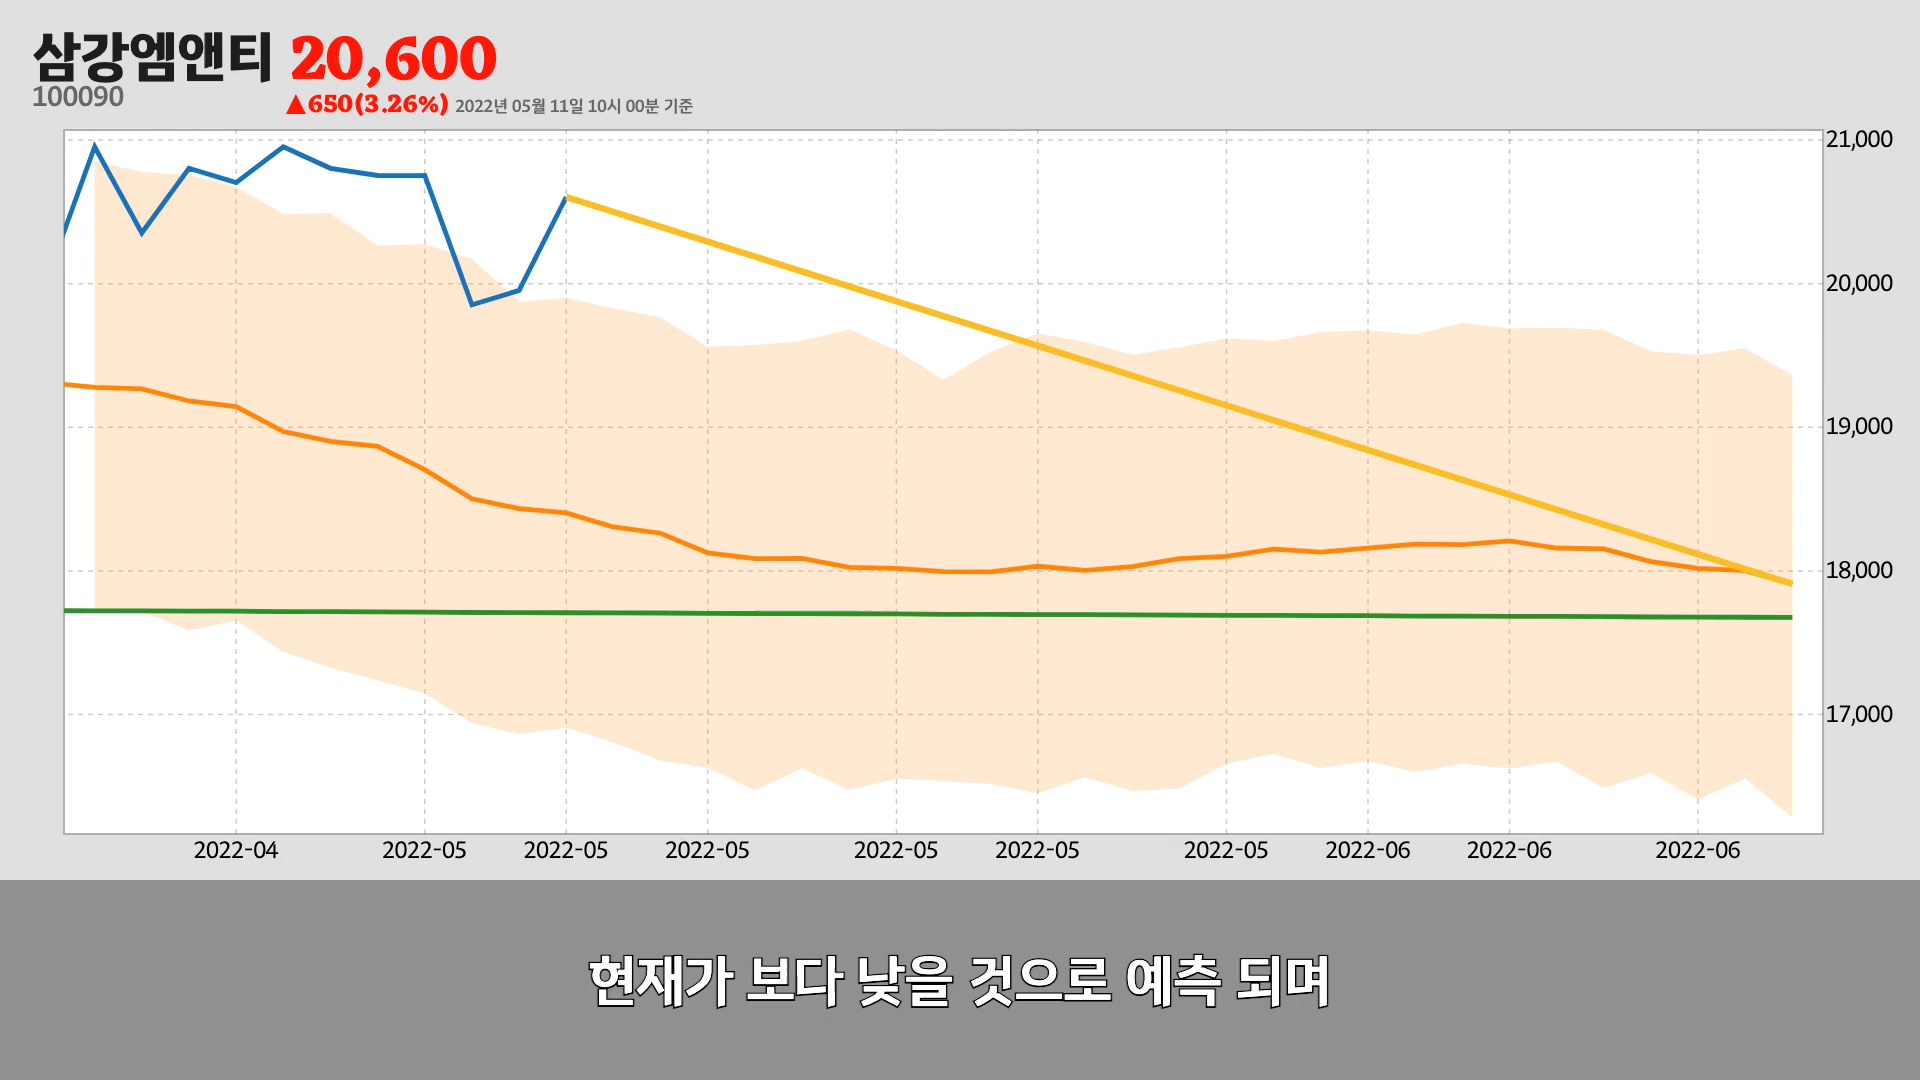 삼강엠앤티 20,600
100090
▲650(3.26%) 2022년 05월 11일 10시 00분 기준
21,000
20,000
19,000
18,000
17,000
2022-04 2022-05 2022-05 2022-05 2022-05 2022-05 2022-05 2022-06 2022-06 2022-06
현재가 보다 낮을 것으로 예측 되며